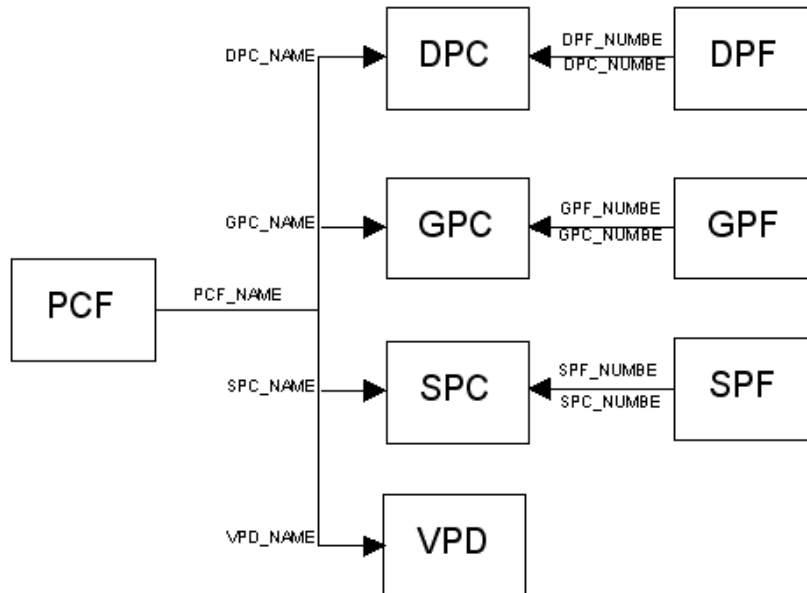 DPC_NAME
DPC
DPF_NUMBE
DPC_NUMBE
DPF
GPC_NAME
GPC
GPF_NUMBE
GPC_NUMBE
GPF
PCF
PCF_NAME
SPC_NAME
SPC
SPF_NUMBE
SPC_NUMBE
SPF
VPD_NAME
VPD